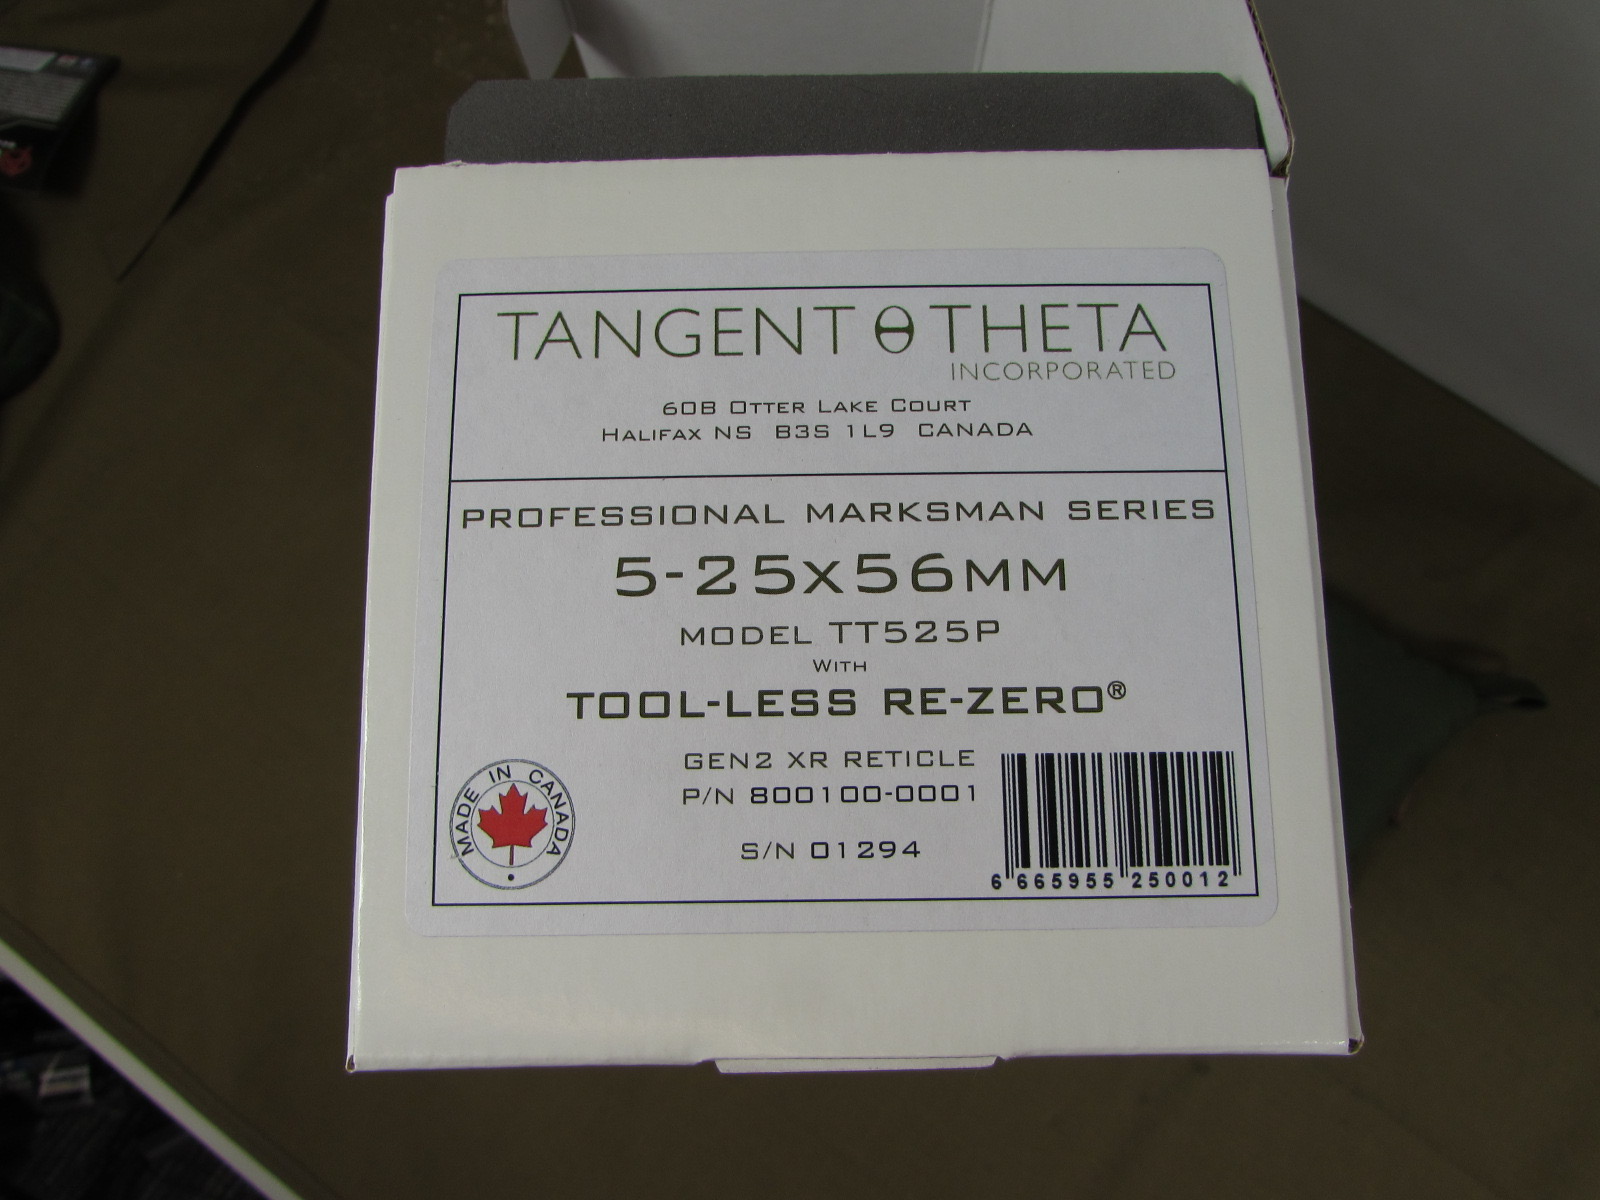 TANGENT θ THETA
INCORPORATED
60B OTTER LAKE COURT
HALIFAX NS B3S 1L9 CANADA
PROFESSIONAL MARKSMAN SERIES
5-25x56MM
MODEL TT525P
WITH
TOOL-LESS RE-ZERO®
GEN2 XR RETICLE
P/N 800100-0001
S/N 01294
MADE IN CANADA
6 665955 250012